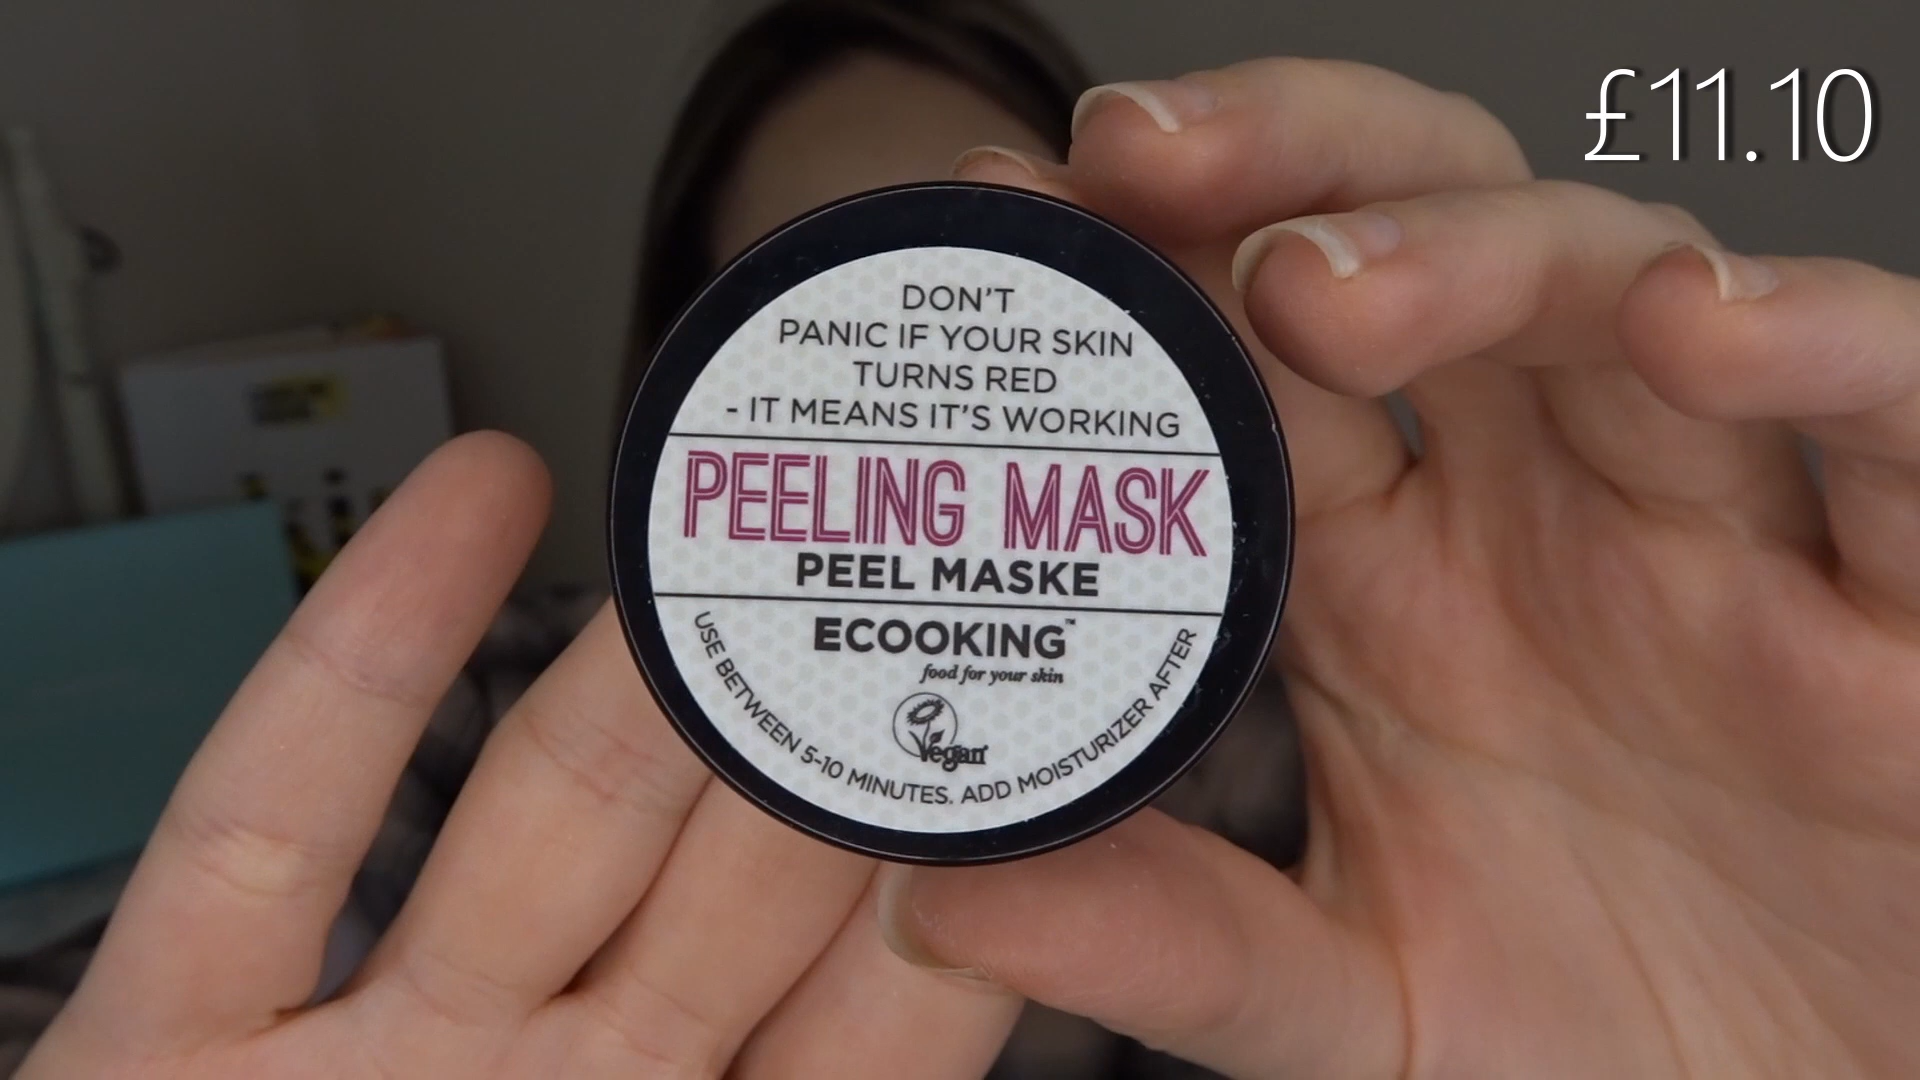 £11.10
DON'T
PANIC IF YOUR SKIN
TURNS RED
- IT MEANS IT'S WORKING
PEELING MASK
PEEL MASKE
ECOOKING™
food for your skin
Vegan
USE BETWEEN 5-10 MINUTES. ADD MOISTURIZER AFTER